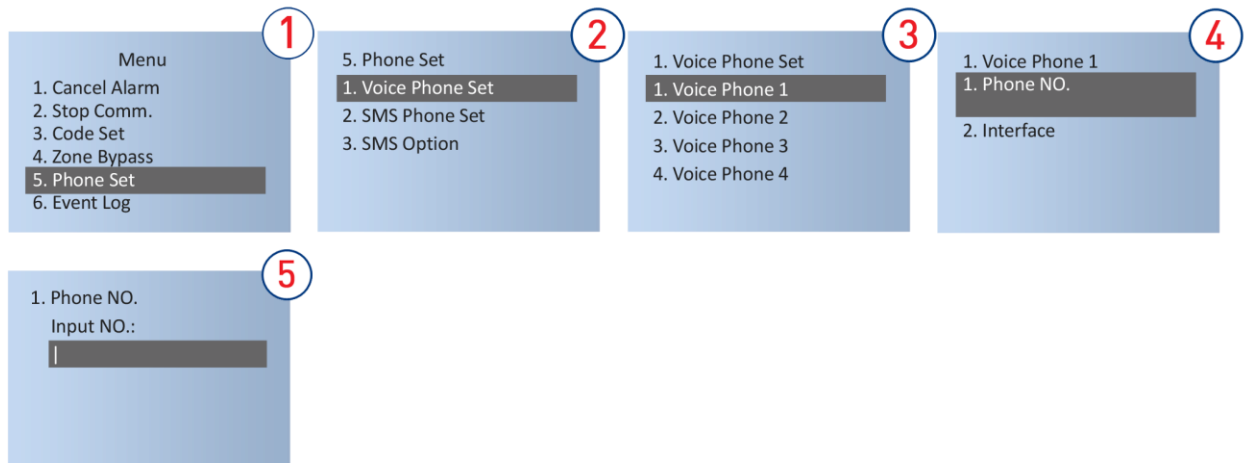 1
Menu
1. Cancel Alarm
2. Stop Comm.
3. Code Set
4. Zone Bypass
5. Phone Set
6. Event Log
2
5. Phone Set
1. Voice Phone Set
2. SMS Phone Set
3. SMS Option
3
1. Voice Phone Set
1. Voice Phone 1
2. Voice Phone 2
3. Voice Phone 3
4. Voice Phone 4
4
1. Voice Phone 1
1. Phone NO.
2. Interface
5
1. Phone NO.
Input NO.: